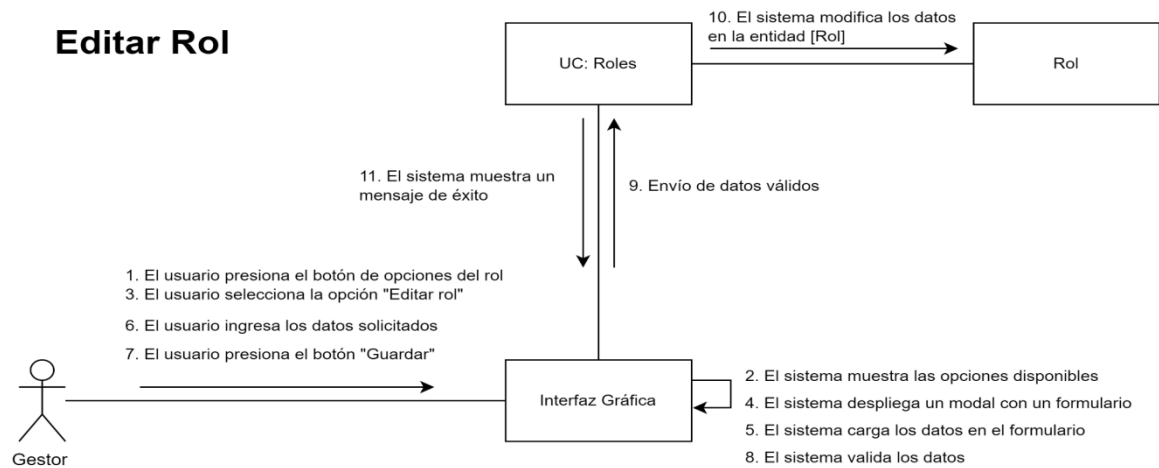 Editar Rol
UC: Roles
10. El sistema modifica los datos
en la entidad [Rol]
Rol
11. El sistema muestra un
mensaje de éxito
9. Envío de datos válidos
1. El usuario presiona el botón de opciones del rol
3. El usuario selecciona la opción "Editar rol"
6. El usuario ingresa los datos solicitados
7. El usuario presiona el botón "Guardar"
Gestor
Interfaz Gráfica
2. El sistema muestra las opciones disponibles
4. El sistema despliega un modal con un formulario
5. El sistema carga los datos en el formulario
8. El sistema valida los datos